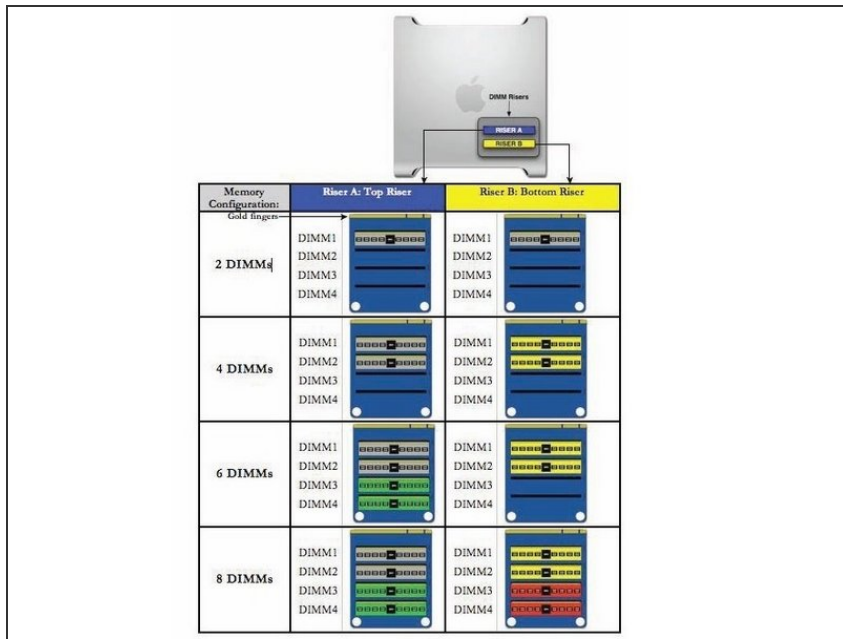 DIMM Risers
RISER A
RISER B
Memory
Configuration:
Riser A: Top Riser
Riser B: Bottom Riser
Gold fingers
2 DIMMs
DIMM1
DIMM2
DIMM3
DIMM4
DIMM1
DIMM2
DIMM3
DIMM4
4 DIMMs
DIMM1
DIMM2
DIMM3
DIMM4
DIMM1
DIMM2
DIMM3
DIMM4
6 DIMMs
DIMM1
DIMM2
DIMM3
DIMM4
DIMM1
DIMM2
DIMM3
DIMM4
8 DIMMs
DIMM1
DIMM2
DIMM3
DIMM4
DIMM1
DIMM2
DIMM3
DIMM4